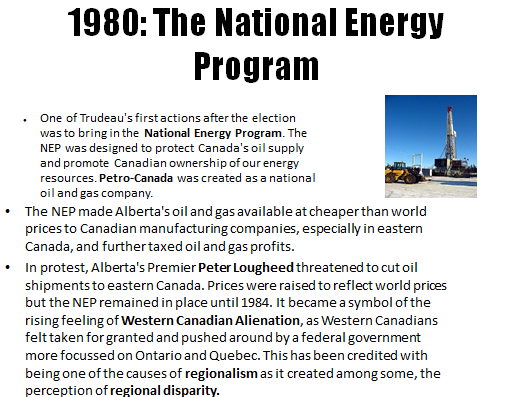 1980: The National Energy
Program
• One of Trudeau's first actions after the election
was to bring in the National Energy Program. The
NEP was designed to protect Canada's oil supply
and promote Canadian ownership of our energy
resources. Petro-Canada was created as a national
oil and gas company.
• The NEP made Alberta's oil and gas available at cheaper than world
prices to Canadian manufacturing companies, especially in eastern
Canada, and further taxed oil and gas profits.
• In protest, Alberta's Premier Peter Lougheed threatened to cut oil
shipments to eastern Canada. Prices were raised to reflect world prices
but the NEP remained in place until 1984. It became a symbol of the
rising feeling of Western Canadian Alienation, as Western Canadians
felt taken for granted and pushed around by a federal government
more focussed on Ontario and Quebec. This has been credited with
being one of the causes of regionalism as it created among some, the
perception of regional disparity.